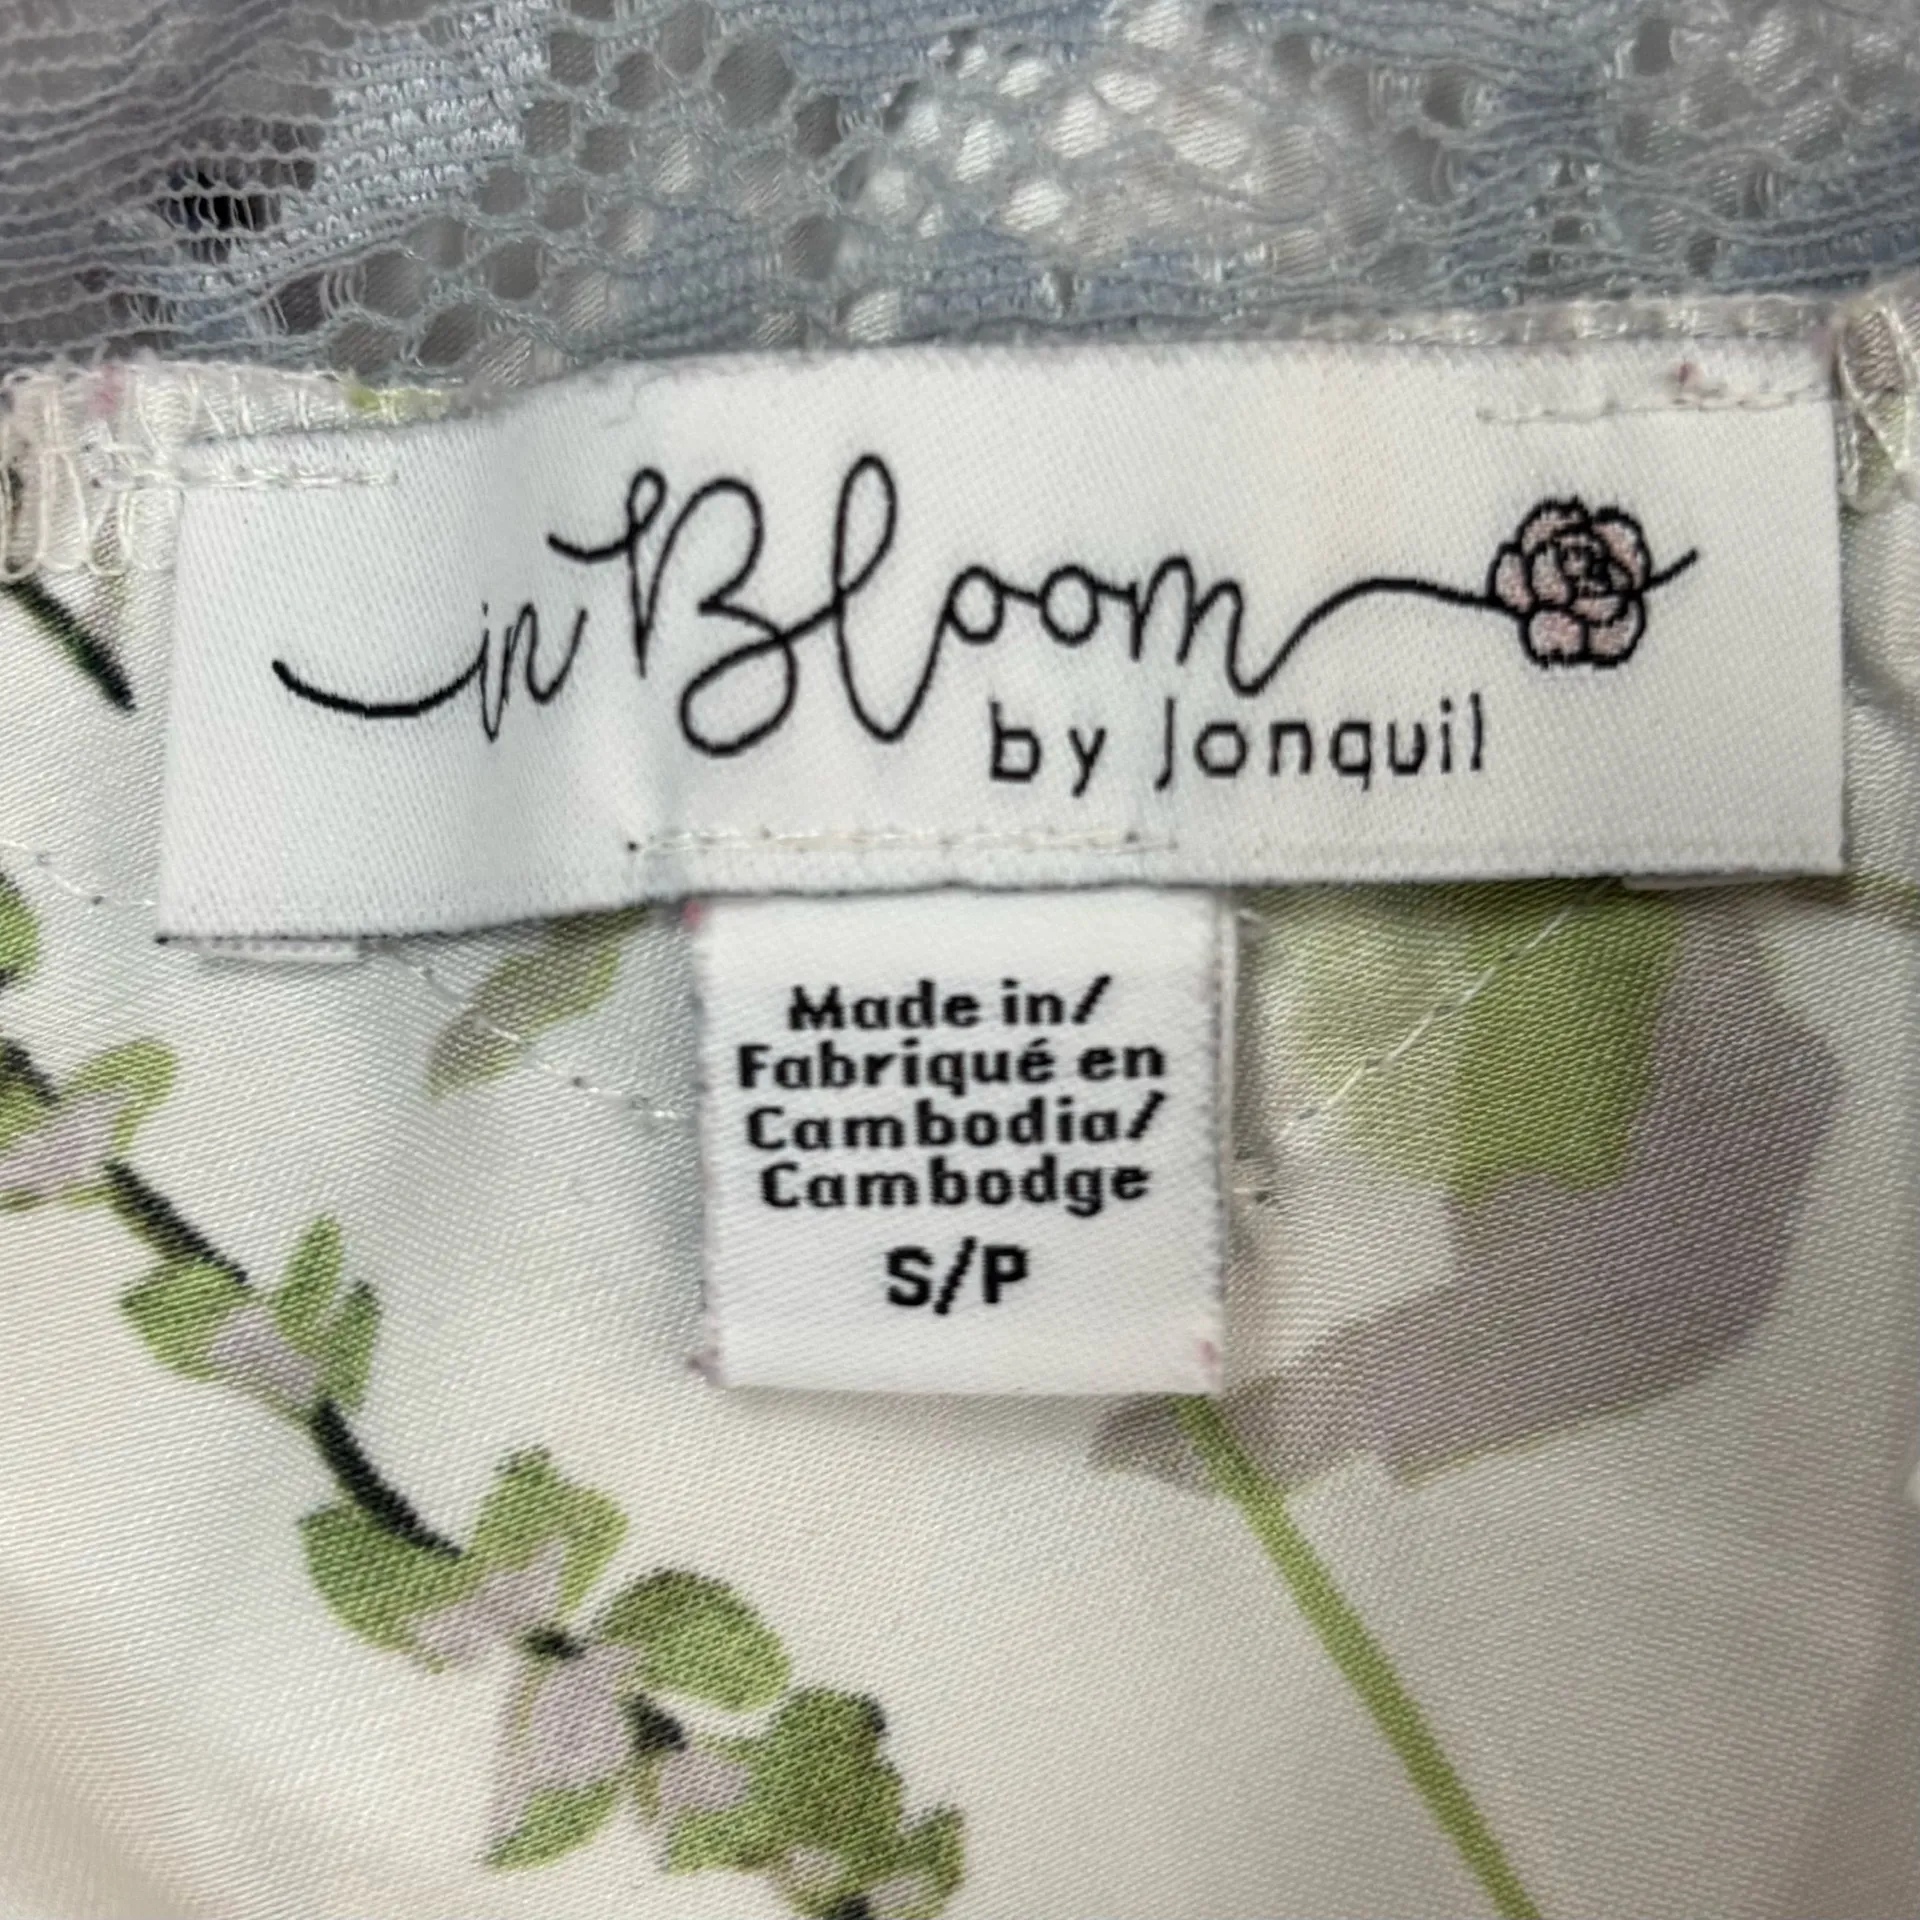 in Bloom
by Jonquil
Made in/
Fabriqué en
Cambodia/
Cambodge
S/P